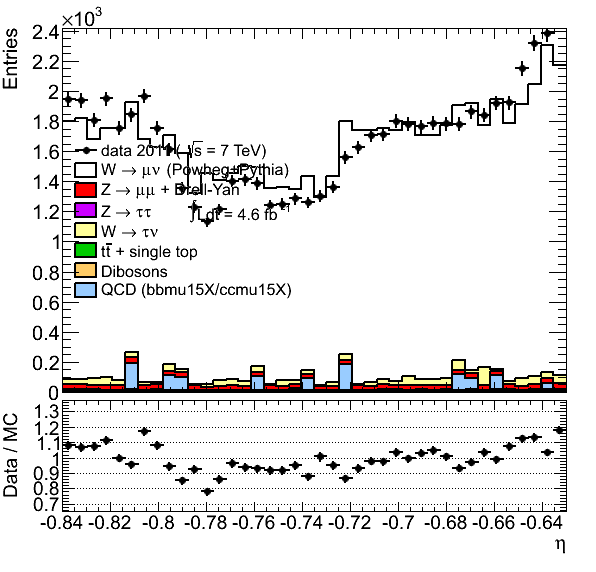 ×10³
Entries
2.4
2.2
2
1.8
1.6
1.4
1.2
1
0.8
0.6
0.4
0.2
0
data 2011 (√s = 7 TeV)
W → μν (Powheg+Pythia)
Z → μμ + Drell-Yan
Z → ττ
∫Ldt = 4.6 fb⁻¹
W → τν
tt̄ + single top
Dibosons
QCD (bbmu15X/ccmu15X)
Data / MC
1.3
1.2
1.1
1
0.9
0.8
0.7
-0.84 -0.82 -0.8 -0.78 -0.76 -0.74 -0.72 -0.7 -0.68 -0.66 -0.64
η